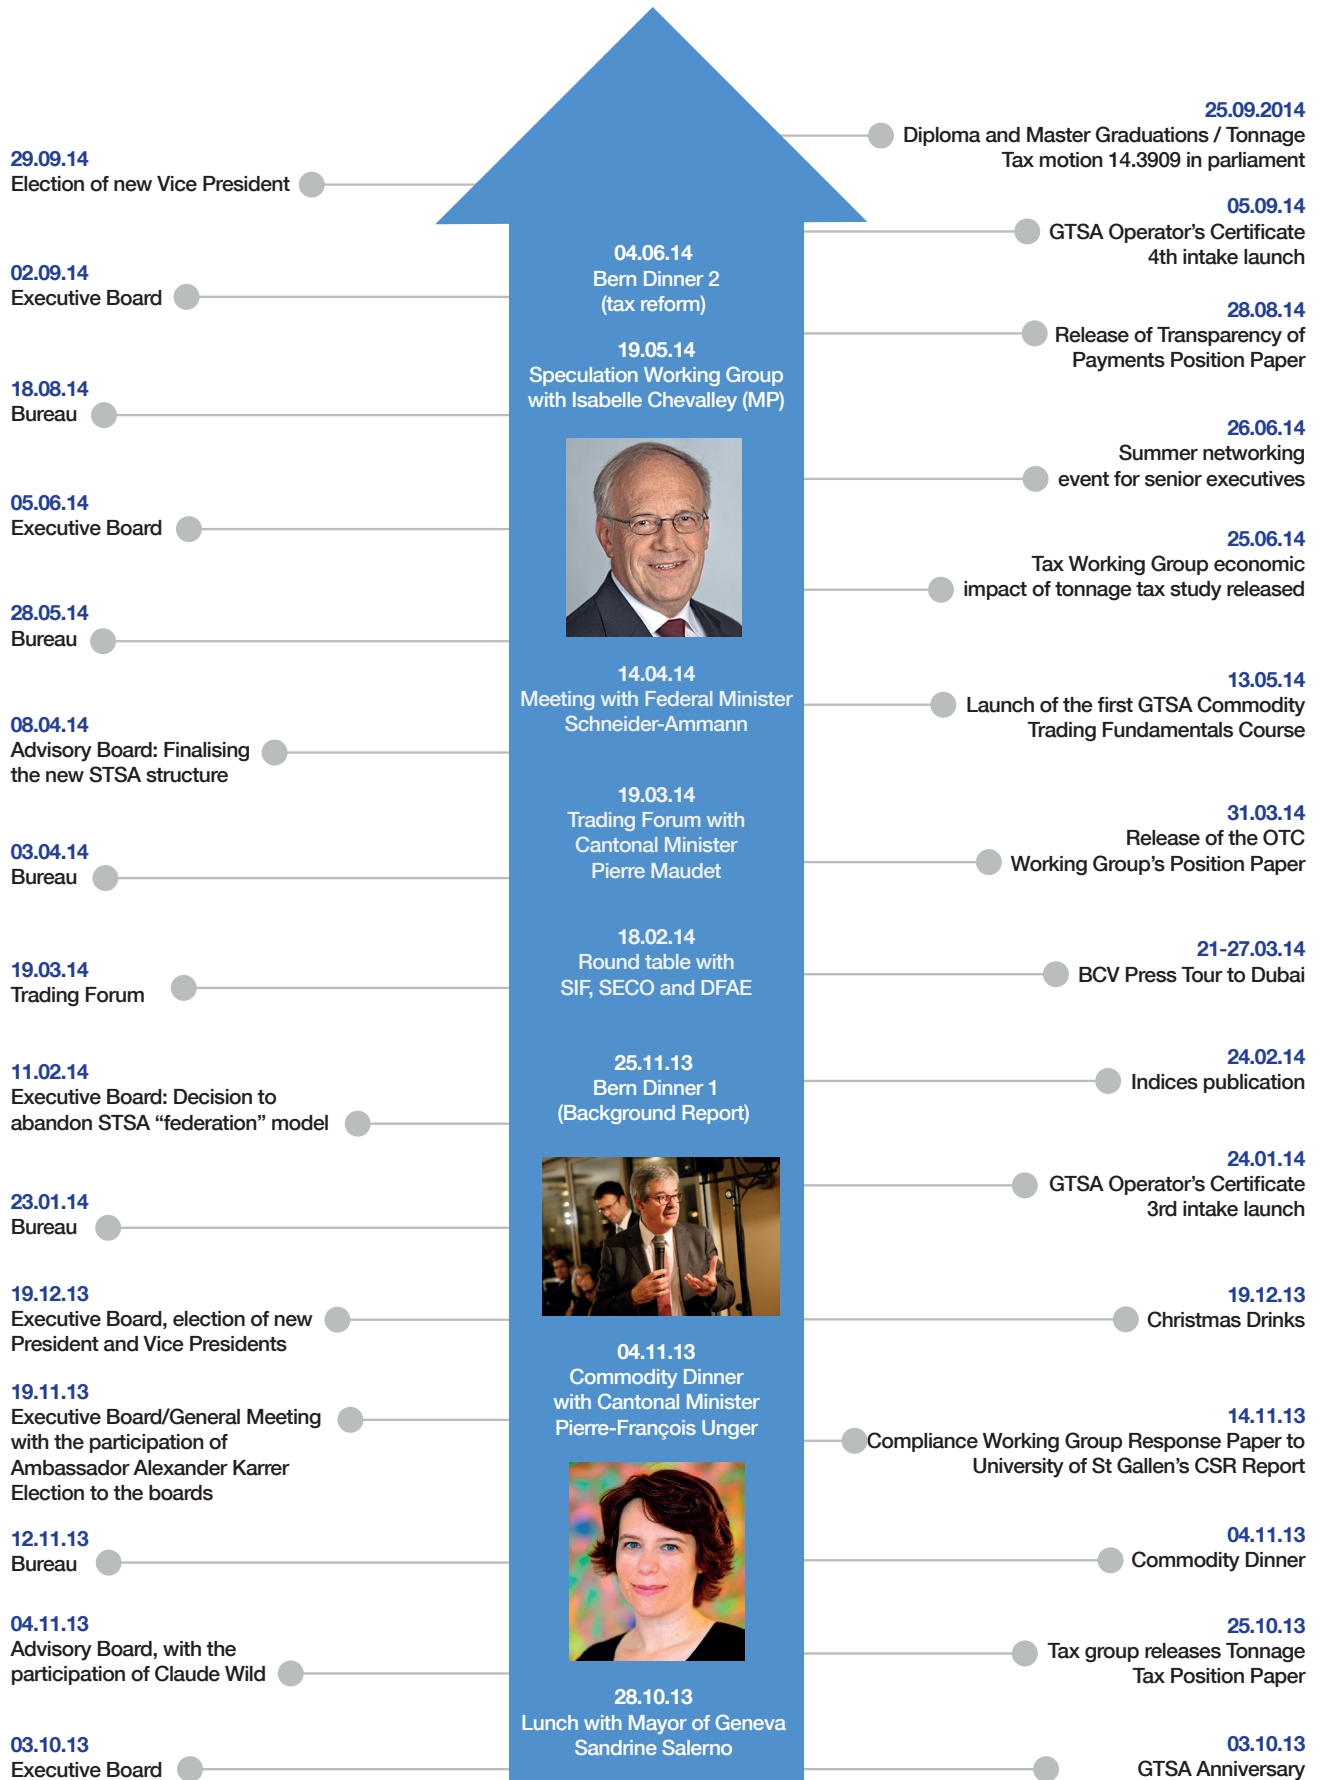 29.09.14
Election of new Vice President
02.09.14
Executive Board
18.08.14
Bureau
05.06.14
Executive Board
28.05.14
Bureau
08.04.14
Advisory Board: Finalising
the new STSA structure
03.04.14
Bureau
19.03.14
Trading Forum
11.02.14
Executive Board: Decision to
abandon STSA “federation” model
23.01.14
Bureau
19.12.13
Executive Board, election of new
President and Vice Presidents
19.11.13
Executive Board/General Meeting
with the participation of
Ambassador Alexander Karrer
Election to the boards
12.11.13
Bureau
04.11.13
Advisory Board, with the
participation of Claude Wild
03.10.13
Executive Board
04.06.14
Bern Dinner 2
(tax reform)
19.05.14
Speculation Working Group
with Isabelle Chevalley (MP)
14.04.14
Meeting with Federal Minister
Schneider-Ammann
19.03.14
Trading Forum with
Cantonal Minister
Pierre Maudet
18.02.14
Round table with
SIF, SECO and DFAE
25.11.13
Bern Dinner 1
(Background Report)
04.11.13
Commodity Dinner
with Cantonal Minister
Pierre-François Unger
28.10.13
Lunch with Mayor of Geneva
Sandrine Salerno
25.09.2014
Diploma and Master Graduations / Tonnage
Tax motion 14.3909 in parliament
05.09.14
GTSA Operator’s Certificate
4th intake launch
28.08.14
Release of Transparency of
Payments Position Paper
26.06.14
Summer networking
event for senior executives
25.06.14
Tax Working Group economic
impact of tonnage tax study released
13.05.14
Launch of the first GTSA Commodity
Trading Fundamentals Course
31.03.14
Release of the OTC
Working Group’s Position Paper
21-27.03.14
BCV Press Tour to Dubai
24.02.14
Indices publication
24.01.14
GTSA Operator’s Certificate
3rd intake launch
19.12.13
Christmas Drinks
14.11.13
Compliance Working Group Response Paper to
University of St Gallen’s CSR Report
04.11.13
Commodity Dinner
25.10.13
Tax group releases Tonnage
Tax Position Paper
03.10.13
GTSA Anniversary